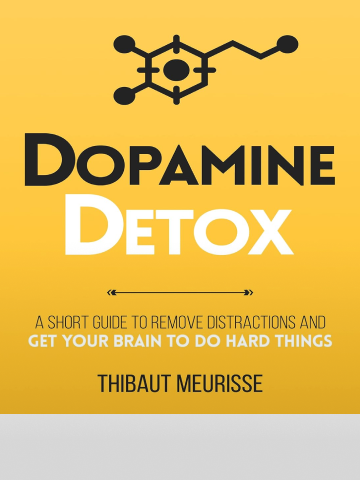 DOPAMINE
DETOX
A SHORT GUIDE TO REMOVE DISTRACTIONS AND
GET YOUR BRAIN TO DO HARD THINGS
THIBAUT MEURISSE